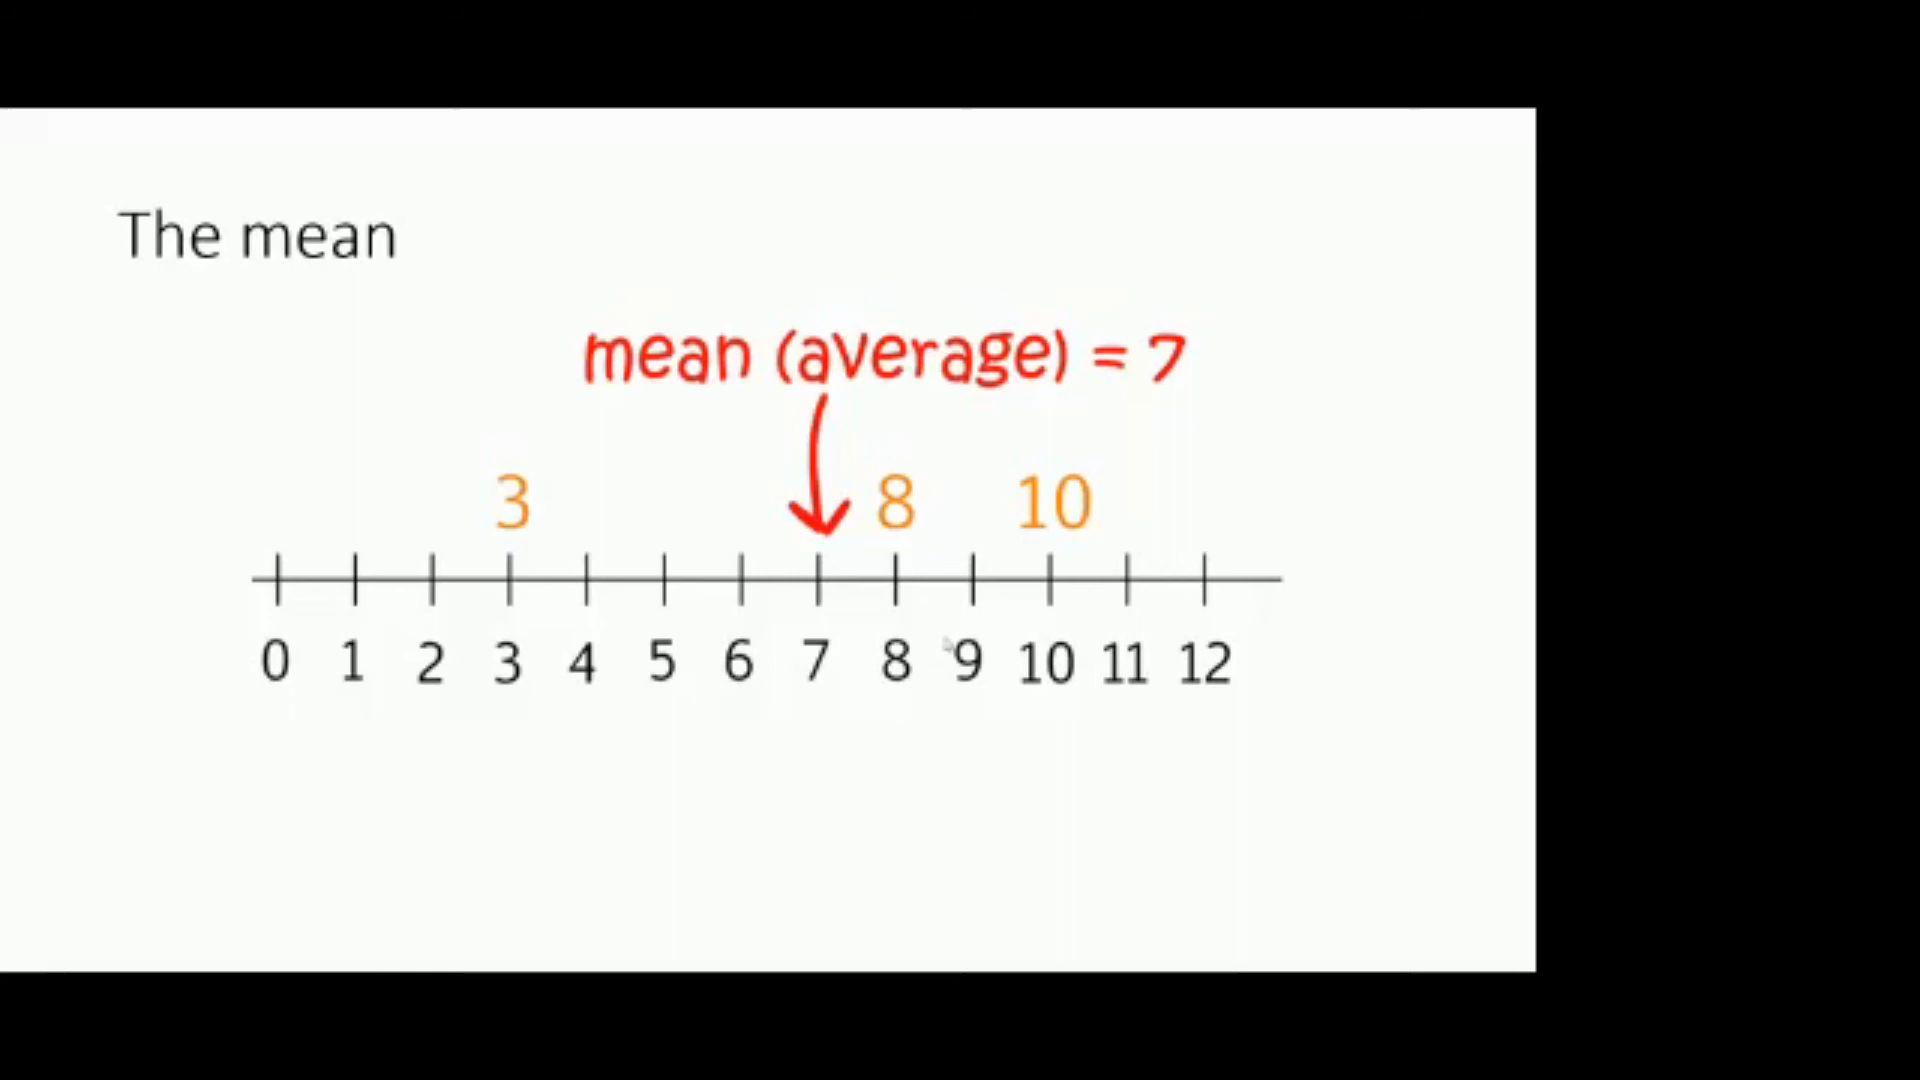 The mean
mean (average) = 7
3 8 10
0 1 2 3 4 5 6 7 8 9 10 11 12